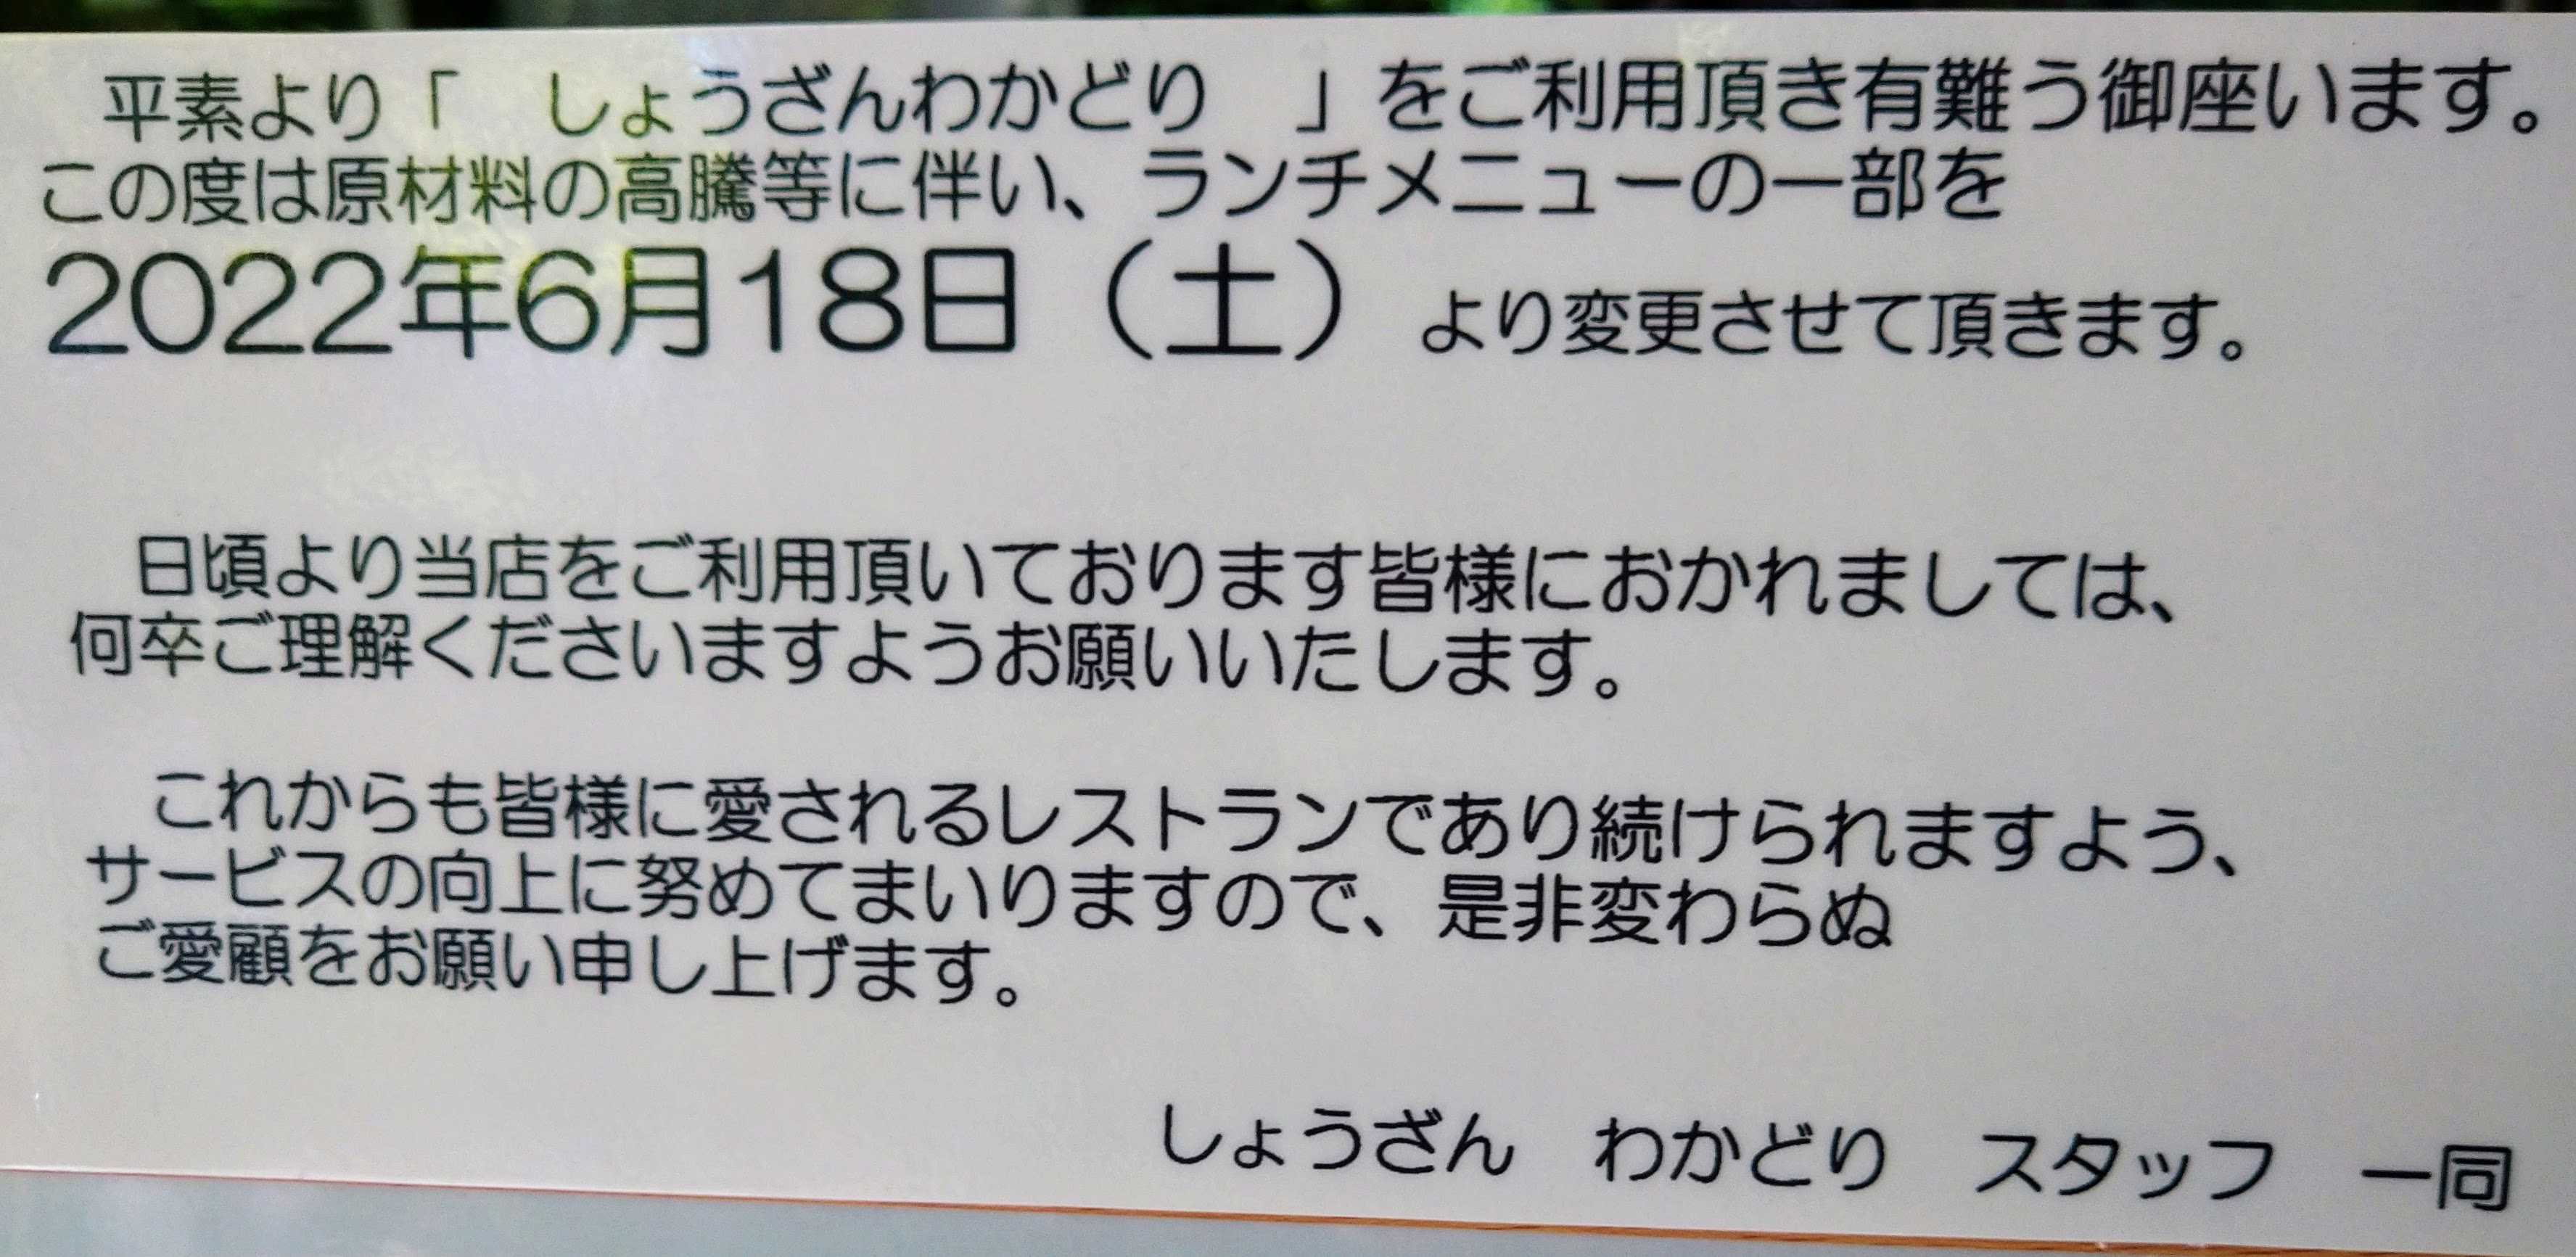 平素より「　しょうざんわかどり　」をご利用頂き有難う御座います。
この度は原材料の高騰等に伴い、ランチメニューの一部を
2022年6月18日（土）より変更させて頂きます。
日頃より当店をご利用頂いております皆様におかれましては、
何卒ご理解くださいますようお願いいたします。
これからも皆様に愛されるレストランであり続けられますよう、
サービスの向上に努めてまいりますので、是非変わらぬ
ご愛顧をお願い申し上げます。
しょうざん　わかどり　スタッフ　一同